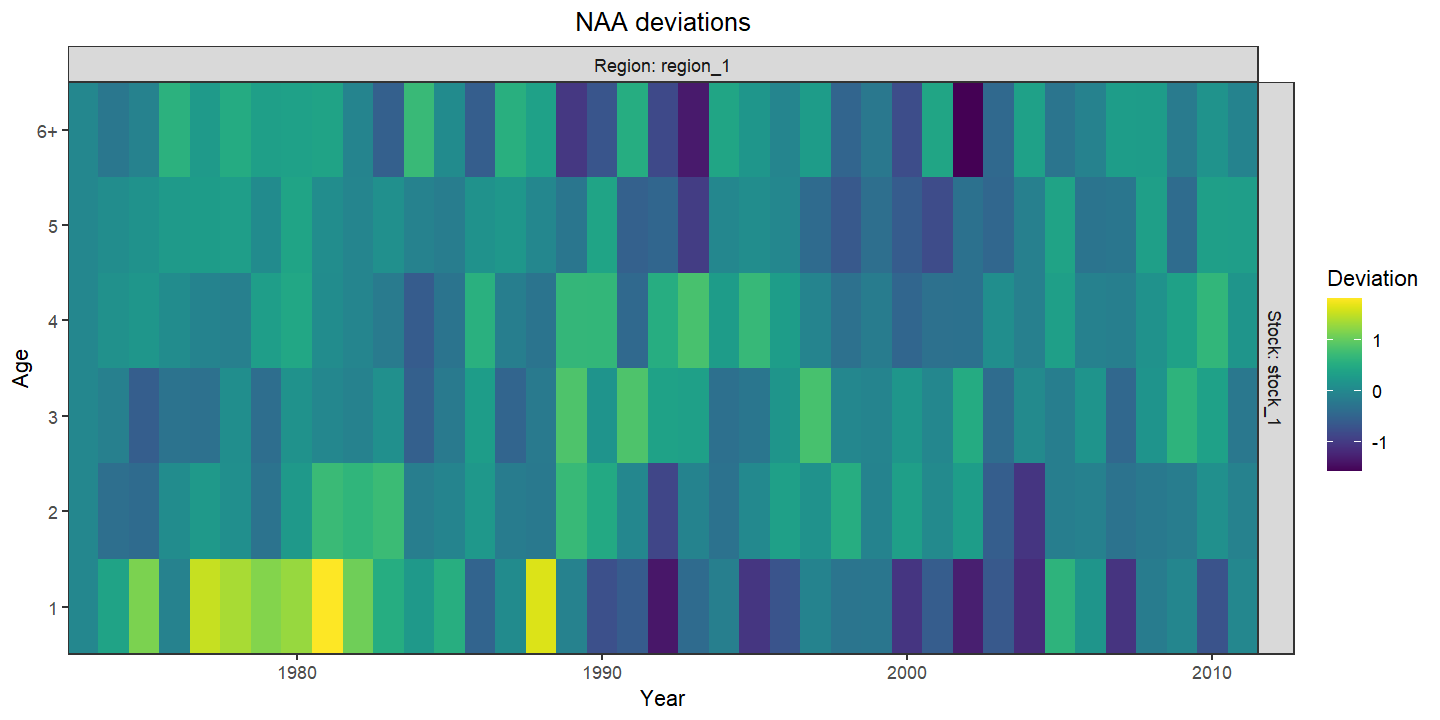 NAA deviations
Region: region_1
Stock: stock_1
Age
6+
5
4
3
2
1
1980
1990
2000
2010
Year
Deviation
1
0
-1